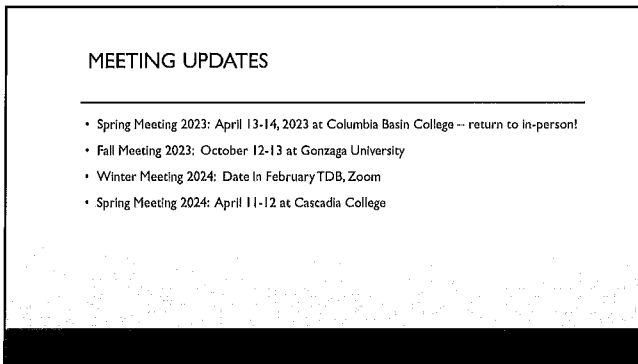 MEETING UPDATES
• Spring Meeting 2023: April 13-14, 2023 at Columbia Basin College – return to in-person!
• Fall Meeting 2023: October 12-13 at Gonzaga University
• Winter Meeting 2024: Date In February TDB, Zoom
• Spring Meeting 2024: April 11-12 at Cascadia College